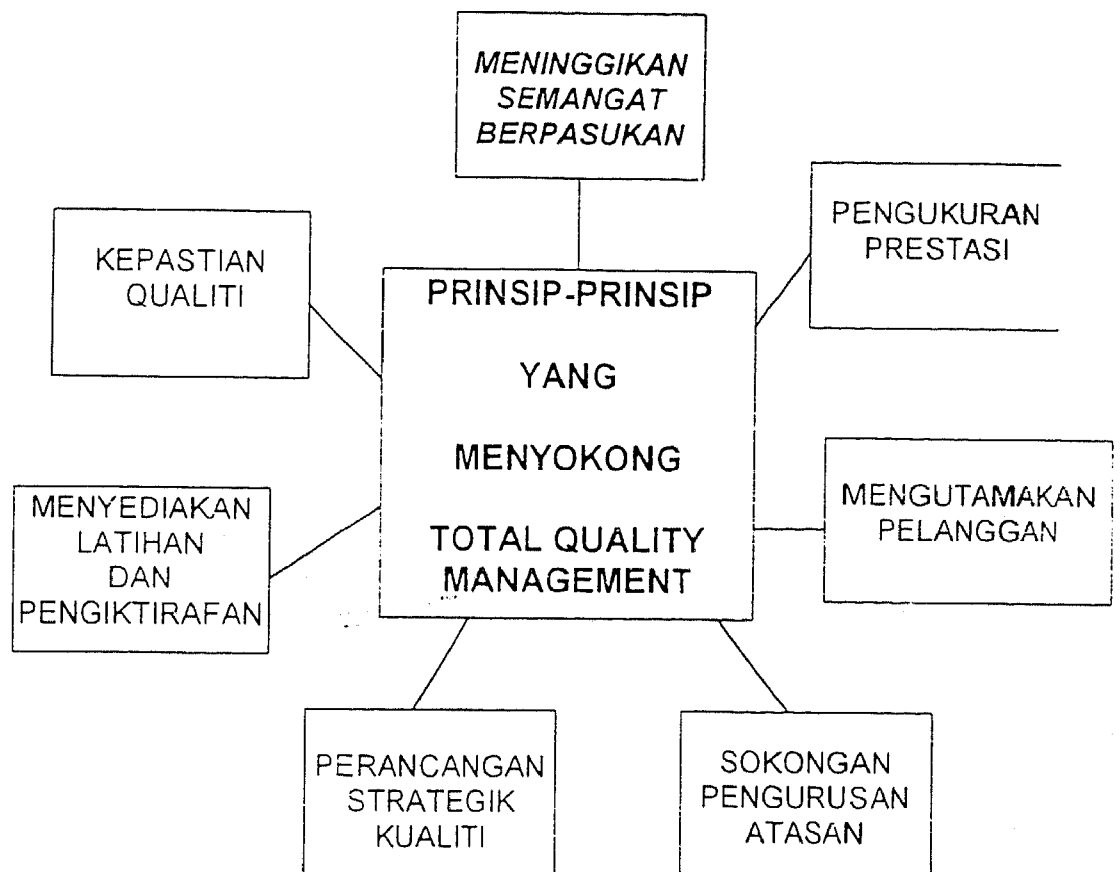 MENINGGIKAN
SEMANGAT
BERPASUKAN
PENGUKURAN
PRESTASI
KEPASTIAN
QUALITI
PRINSIP-PRINSIP
YANG
MENYOKONG
TOTAL QUALITY
MANAGEMENT
MENGUTAMAKAN
PELANGGAN
MENYEDIAKAN
LATIHAN
DAN
PENGIKTIRAFAN
PERANCANGAN
STRATEGIK
KUALITI
SOKONGAN
PENGURUSAN
ATASAN